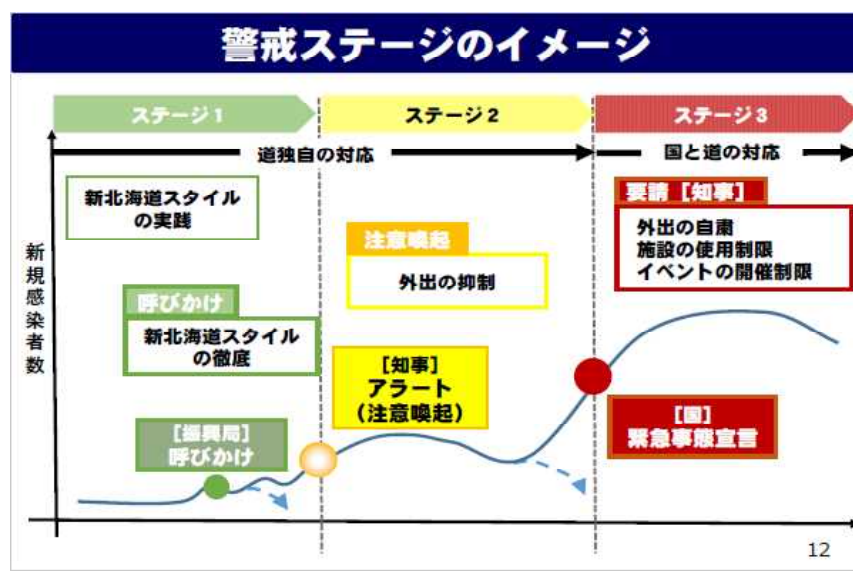 警戒ステージのイメージ
ステージ1
ステージ2
ステージ3
道独自の対応
国と道の対応
新規感染者数
新北海道スタイル
の実践
呼びかけ
新北海道スタイル
の徹底
[振興局]
呼びかけ
注意喚起
外出の抑制
[知事]
アラート
(注意喚起)
要請［知事］
外出の自粛
施設の使用制限
イベントの開催制限
[国]
緊急事態宣言
12